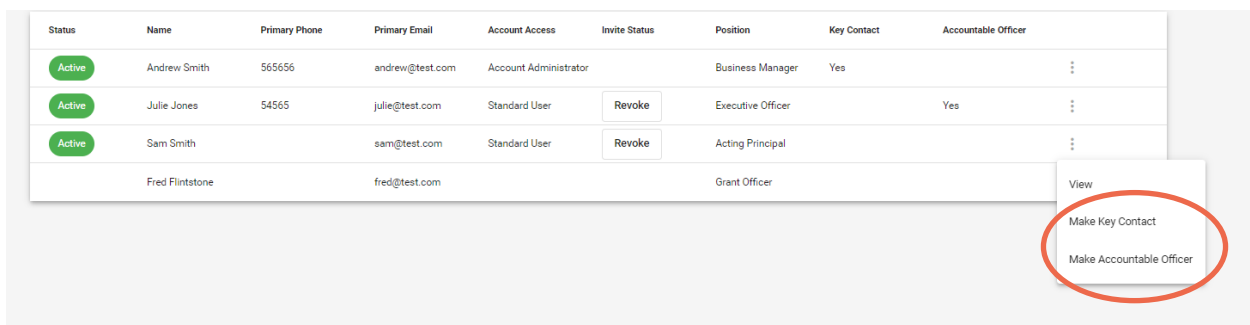 Status Name Primary Phone Primary Email Account Access Invite Status Position Key Contact Accountable Officer
Active Andrew Smith 565656 andrew@test.com Account Administrator Business Manager Yes
Active Julie Jones 54565 julie@test.com Standard User Revoke Executive Officer Yes
Active Sam Smith sam@test.com Standard User Revoke Acting Principal
Fred Flintstone fred@test.com Grant Officer
View
Make Key Contact
Make Accountable Officer